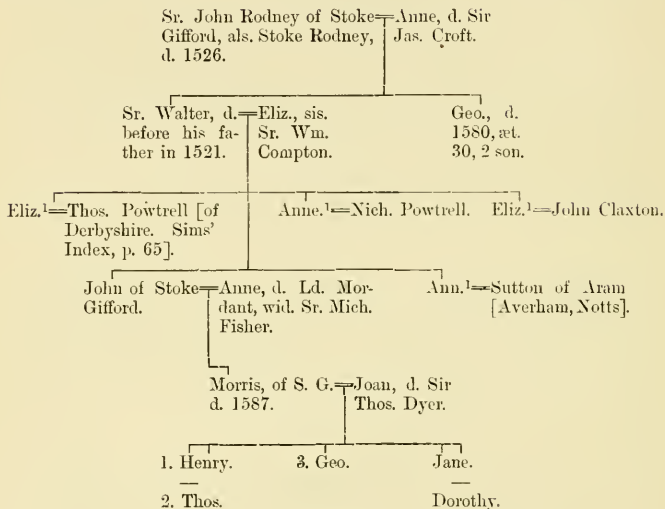 Sr. John Rodney of Stoke=Anne, d. Sir
Gifford, als. Stoke Rodney, Jas. Croft.
d. 1526.
Sr. Walter, d.=Eliz., sis. Geo., d.
before his fa- Sr. Wm. 1580, æt.
ther in 1521. Compton. 30, 2 son.
Eliz.¹=Thos. Powtrell [of Anne.¹=Nich. Powtrell. Eliz.¹=John Claxton.
Derbyshire. Sims'
Index, p. 65].
John of Stoke=Anne, d. Ld. Mor- Ann.¹=Sutton of Aram
Gifford. dant, wid. Sr. Mich. [Averham, Notts].
Fisher.
Morris, of S. G.=Joan, d. Sir
d. 1587. Thos. Dyer.
1. Henry. 3. Geo. Jane.
2. Thos. Dorothy.